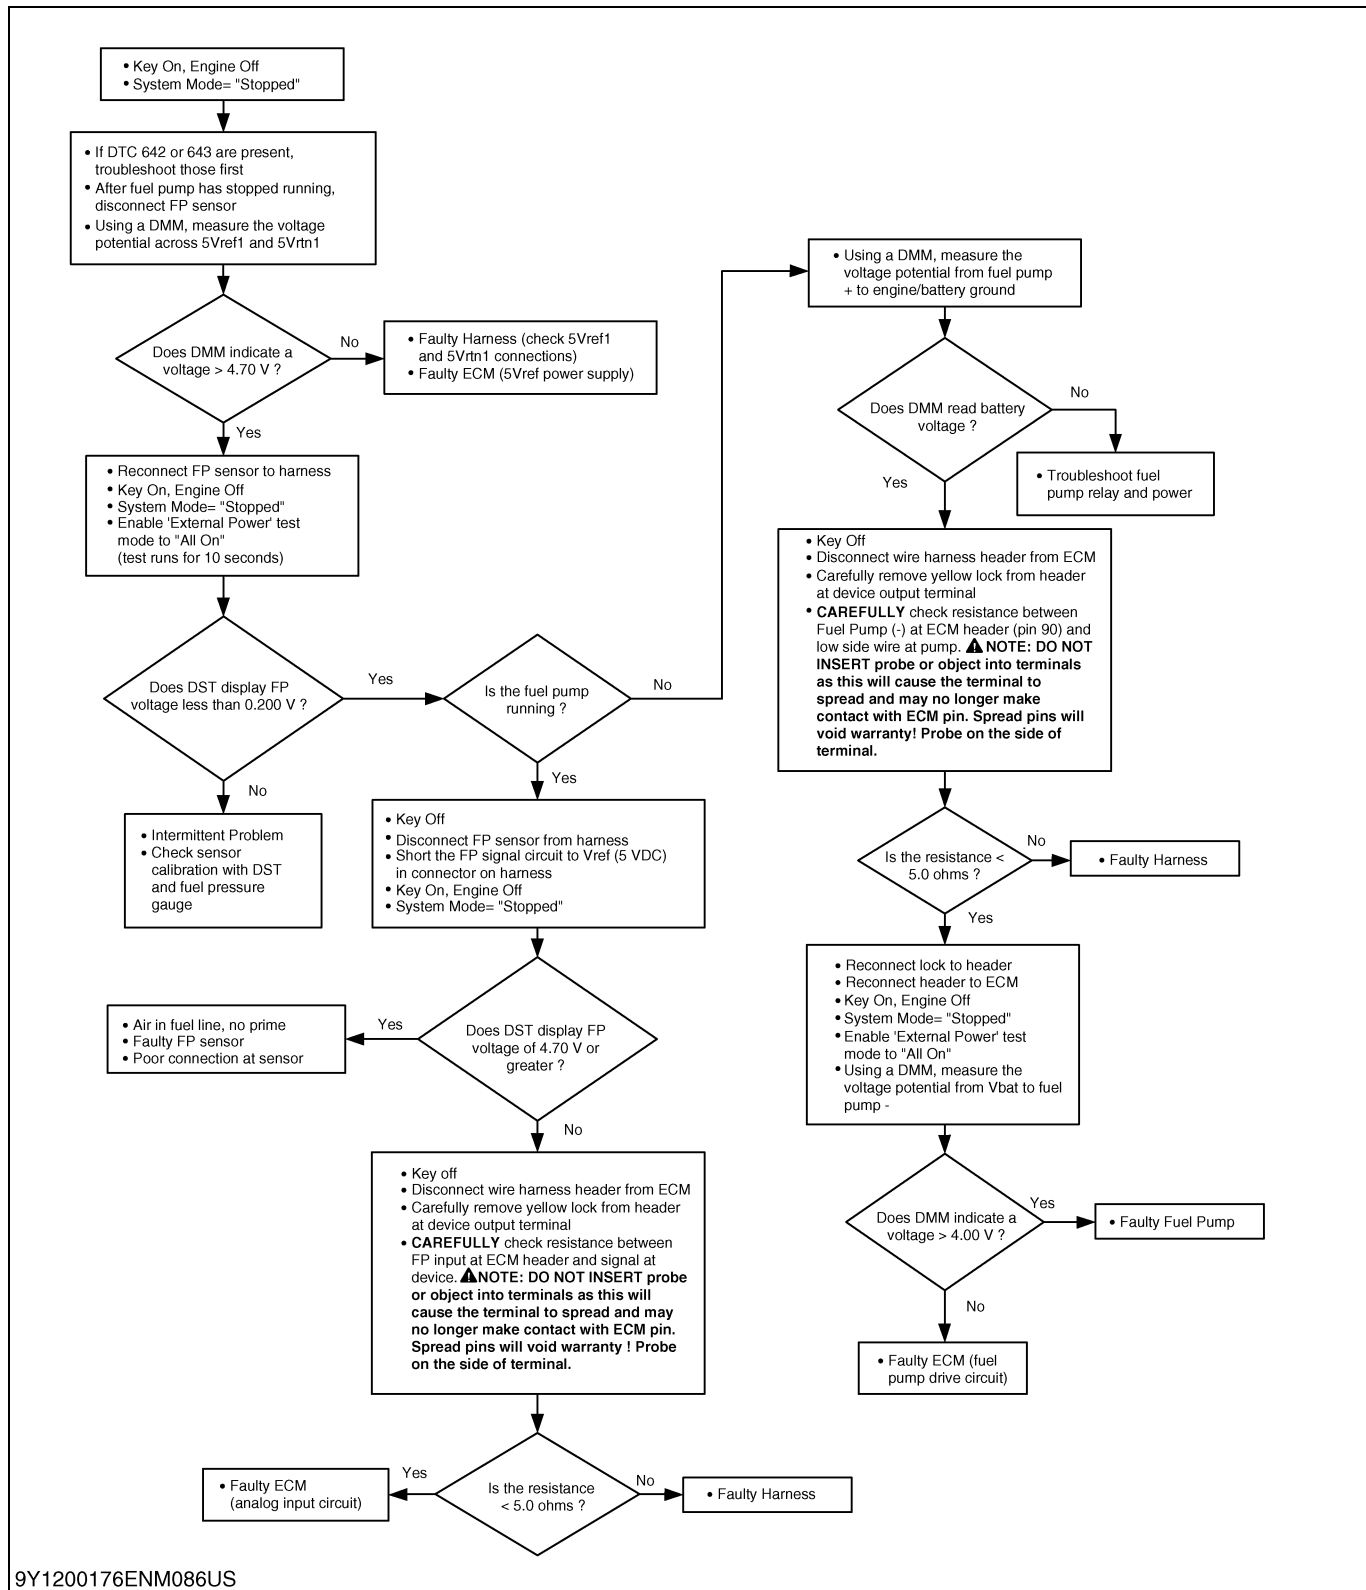 • Key On, Engine Off
• System Mode= "Stopped"
• If DTC 642 or 643 are present,
troubleshoot those first
• After fuel pump has stopped running,
disconnect FP sensor
• Using a DMM, measure the voltage
potential across 5Vref1 and 5Vrtn1
Does DMM indicate a
voltage > 4.70 V ?
No
• Faulty Harness (check 5Vref1
and 5Vrtn1 connections)
• Faulty ECM (5Vref power supply)
Yes
• Reconnect FP sensor to harness
• Key On, Engine Off
• System Mode= "Stopped"
• Enable 'External Power' test
mode to "All On"
(test runs for 10 seconds)
Does DST display FP
voltage less than 0.200 V ?
Yes
No
• Intermittent Problem
• Check sensor
calibration with DST
and fuel pressure
gauge
Is the fuel pump
running ?
No
Yes
• Key Off
• Disconnect FP sensor from harness
• Short the FP signal circuit to Vref (5 VDC)
in connector on harness
• Key On, Engine Off
• System Mode= "Stopped"
Does DST display FP
voltage of 4.70 V or
greater ?
Yes
• Air in fuel line, no prime
• Faulty FP sensor
• Poor connection at sensor
No
• Key off
• Disconnect wire harness header from ECM
• Carefully remove yellow lock from header
at device output terminal
• CAREFULLY check resistance between
FP input at ECM header and signal at
device. NOTE: DO NOT INSERT probe
or object into terminals as this will
cause the terminal to spread and may
no longer make contact with ECM pin.
Spread pins will void warranty ! Probe
on the side of terminal.
Is the resistance
< 5.0 ohms ?
Yes
• Faulty ECM
(analog input circuit)
No
• Faulty Harness
• Using a DMM, measure the
voltage potential from fuel pump
+ to engine/battery ground
Does DMM read battery
voltage ?
No
• Troubleshoot fuel
pump relay and power
Yes
• Key Off
• Disconnect wire harness header from ECM
• Carefully remove yellow lock from header
at device output terminal
• CAREFULLY check resistance between
Fuel Pump (-) at ECM header (pin 90) and
low side wire at pump. NOTE: DO NOT
INSERT probe or object into terminals
as this will cause the terminal to
spread and may no longer make
contact with ECM pin. Spread pins will
void warranty! Probe on the side of
terminal.
Is the resistance <
5.0 ohms ?
No
• Faulty Harness
Yes
• Reconnect lock to header
• Reconnect header to ECM
• Key On, Engine Off
• System Mode= "Stopped"
• Enable 'External Power' test
mode to "All On"
• Using a DMM, measure the
voltage potential from Vbat to fuel
pump -
Does DMM indicate a
voltage > 4.00 V ?
Yes
• Faulty Fuel Pump
No
• Faulty ECM (fuel
pump drive circuit)
9Y1200176ENM086US